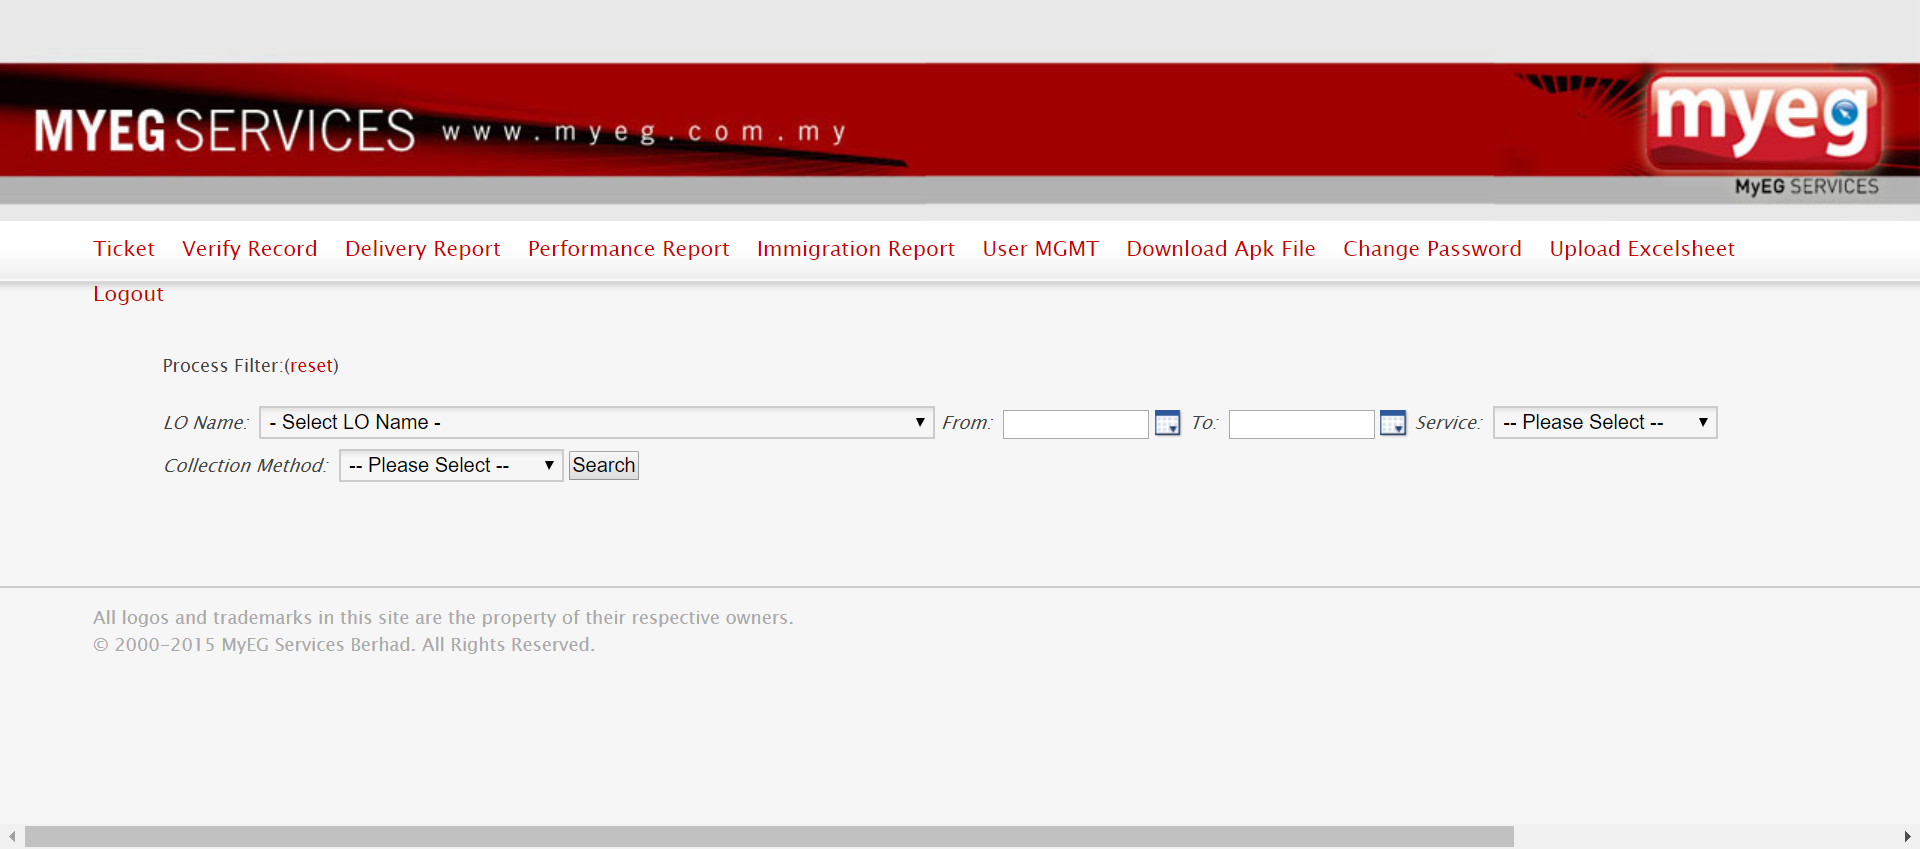 MYEG SERVICES www.myeg.com.my
myeg
MyEG SERVICES
Ticket Verify Record Delivery Report Performance Report Immigration Report User MGMT Download Apk File Change Password Upload Excelsheet
Logout
Process Filter:(reset)
LO Name: - Select LO Name - From: To: Service: -- Please Select --
Collection Method: -- Please Select -- Search
All logos and trademarks in this site are the property of their respective owners.
© 2000-2015 MyEG Services Berhad. All Rights Reserved.